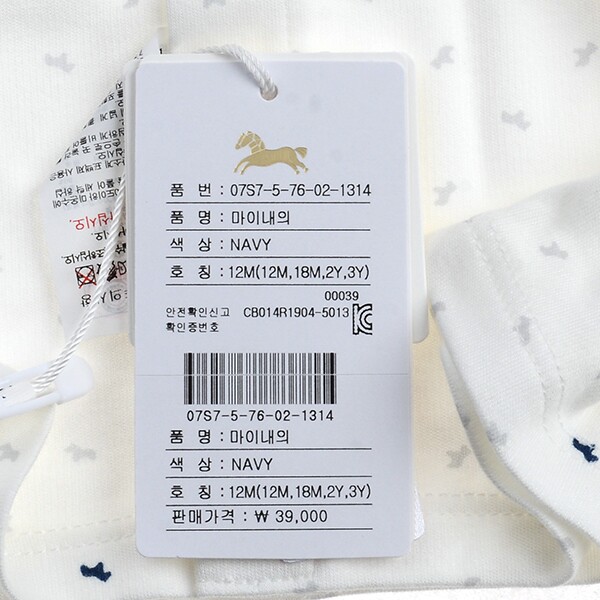 품 번 : 07S7-5-76-02-1314
품 명 : 마이내의
색 상 : NAVY
호 칭 : 12M(12M,18M,2Y,3Y)
00039
안전확인신고 CB014R1904-5013
확인증번호
07S7-5-76-02-1314
품 명 : 마이내의
색 상 : NAVY
호 칭 : 12M(12M,18M,2Y,3Y)
판매가격 : ₩ 39,000